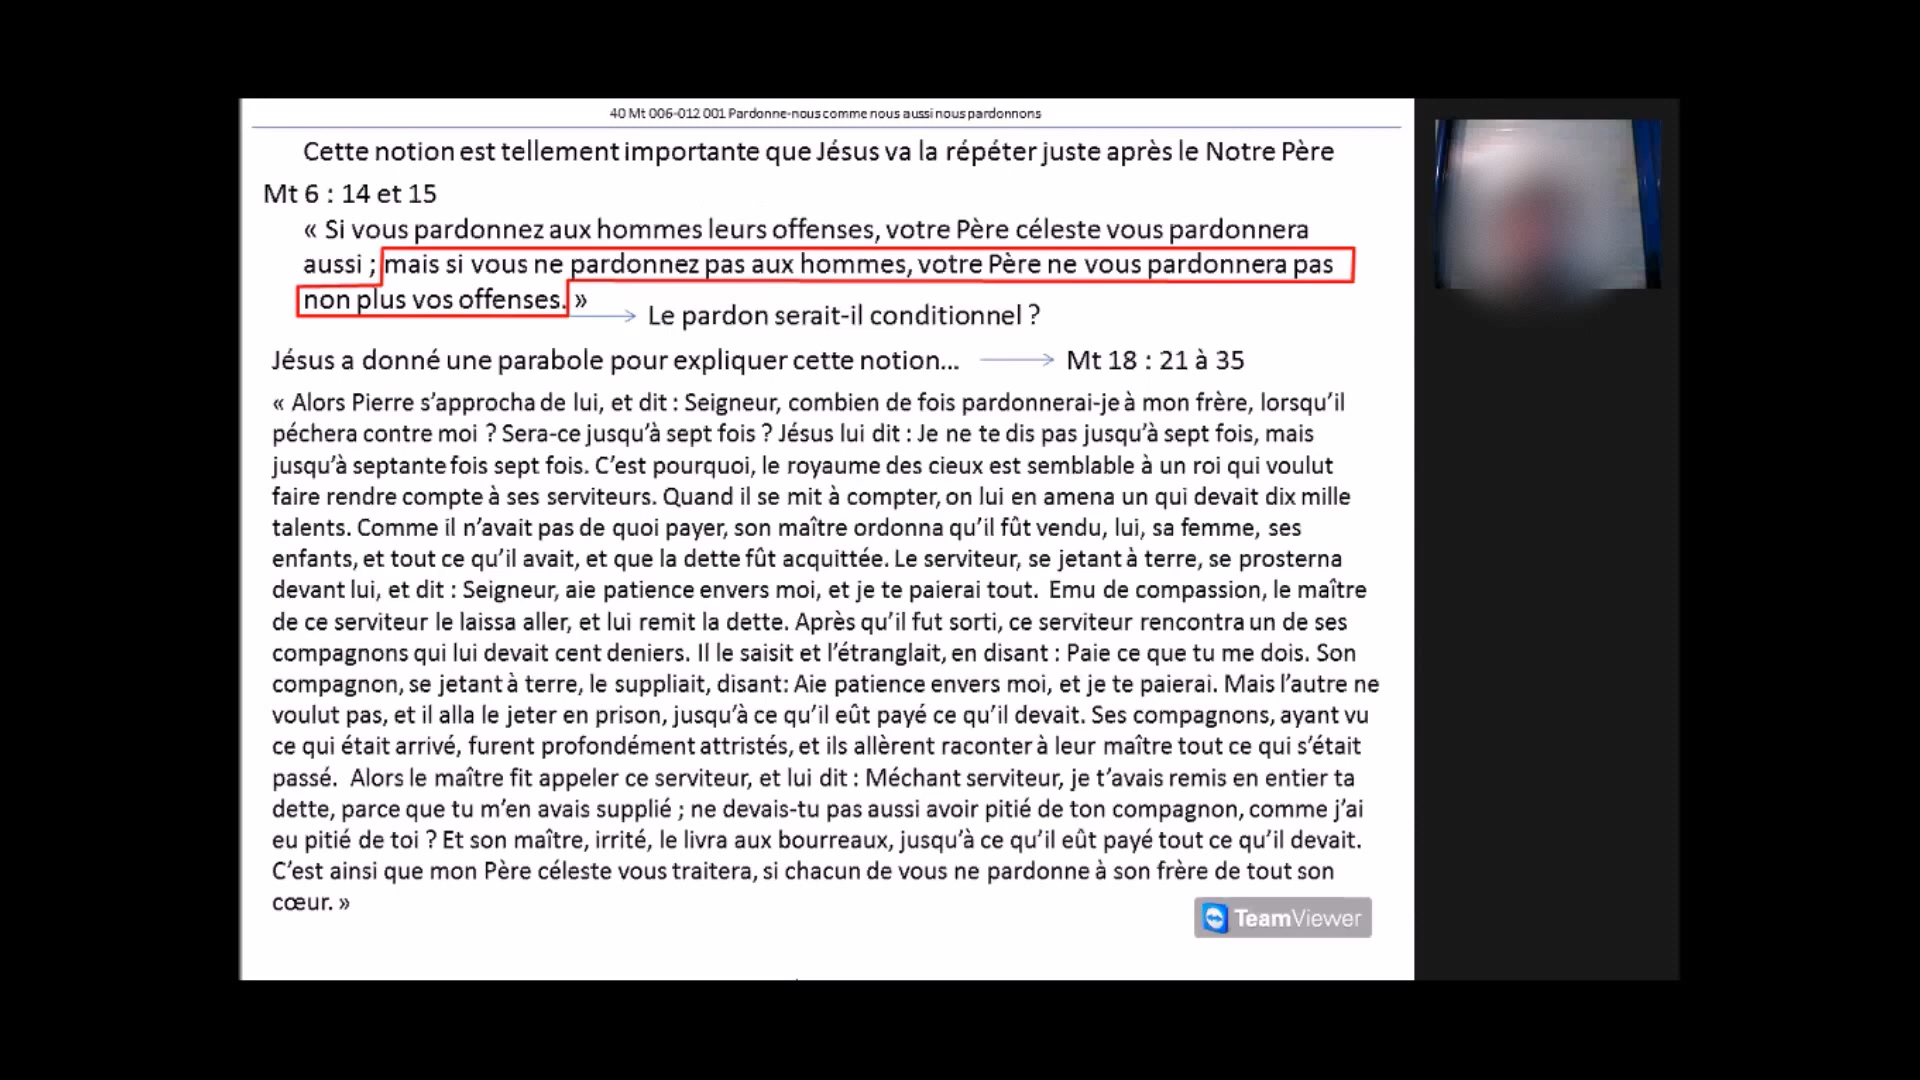 40 Mt 006-012 001 Pardonne-nous comme nous aussi nous pardonnons
Cette notion est tellement importante que Jésus va la répéter juste après le Notre Père
Mt 6 : 14 et 15
« Si vous pardonnez aux hommes leurs offenses, votre Père céleste vous pardonnera
aussi ; mais si vous ne pardonnez pas aux hommes, votre Père ne vous pardonnera pas
non plus vos offenses. »
Le pardon serait-il conditionnel ?
Jésus a donné une parabole pour expliquer cette notion... Mt 18 : 21 à 35
« Alors Pierre s’approcha de lui, et dit : Seigneur, combien de fois pardonnerai-je à mon frère, lorsqu’il
péchera contre moi ? Sera-ce jusqu’à sept fois ? Jésus lui dit : Je ne te dis pas jusqu’à sept fois, mais
jusqu’à septante fois sept fois. C’est pourquoi, le royaume des cieux est semblable à un roi qui voulut
faire rendre compte à ses serviteurs. Quand il se mit à compter, on lui en amena un qui devait dix mille
talents. Comme il n’avait pas de quoi payer, son maître ordonna qu’il fût vendu, lui, sa femme, ses
enfants, et tout ce qu’il avait, et que la dette fût acquittée. Le serviteur, se jetant à terre, se prosterna
devant lui, et dit : Seigneur, aie patience envers moi, et je te paierai tout. Emu de compassion, le maître
de ce serviteur le laissa aller, et lui remit la dette. Après qu’il fut sorti, ce serviteur rencontra un de ses
compagnons qui lui devait cent deniers. Il le saisit et l’étranglait, en disant : Paie ce que tu me dois. Son
compagnon, se jetant à terre, le suppliait, disant: Aie patience envers moi, et je te paierai. Mais l’autre ne
voulut pas, et il alla le jeter en prison, jusqu’à ce qu’il eût payé ce qu’il devait. Ses compagnons, ayant vu
ce qui était arrivé, furent profondément attristés, et ils allèrent raconter à leur maître tout ce qui s’était
passé. Alors le maître fit appeler ce serviteur, et lui dit : Méchant serviteur, je t’avais remis en entier ta
dette, parce que tu m’en avais supplié ; ne devais-tu pas aussi avoir pitié de ton compagnon, comme j’ai
eu pitié de toi ? Et son maître, irrité, le livra aux bourreaux, jusqu’à ce qu’il eût payé tout ce qu’il devait.
C’est ainsi que mon Père céleste vous traitera, si chacun de vous ne pardonne à son frère de tout son
cœur. »
TeamViewer